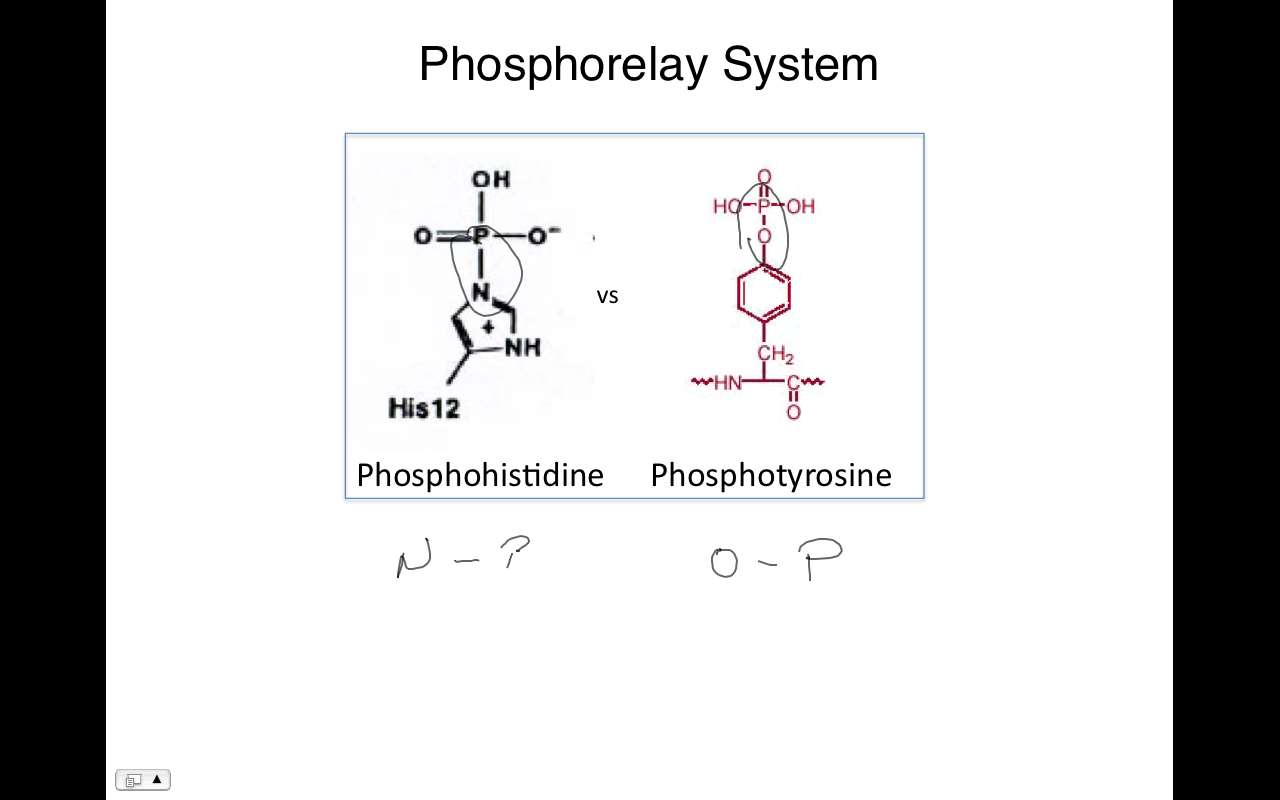 Phosphorelay System
OH
O P O⁻
N
+
NH
His12
vs
O
HO P OH
O
CH₂
HN C
O
Phosphohistidine Phosphotyrosine
N - P O - P